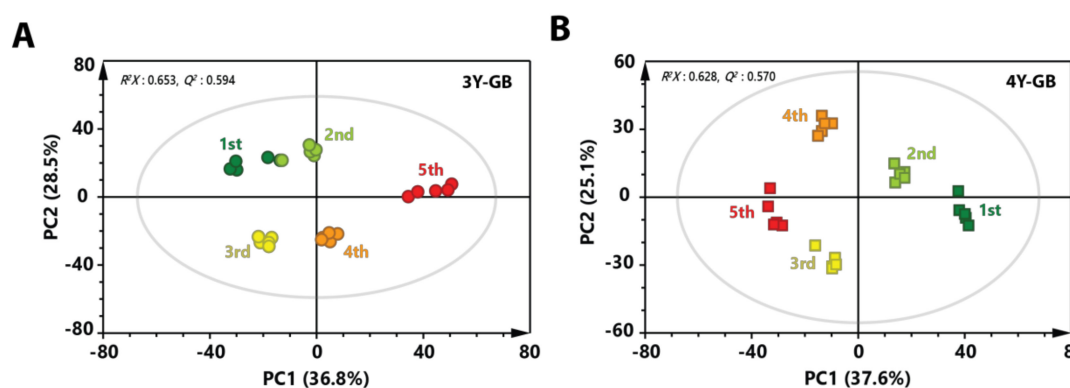 A
R²X : 0.653, Q² : 0.594
3Y-GB
80
40
0
-40
-80
PC2 (28.5%)
1st
2nd
5th
3rd
4th
-80
-40
0
40
80
PC1 (36.8%)
B
R²X : 0.628, Q² : 0.570
4Y-GB
60
30
0
-30
-60
PC2 (25.1%)
4th
2nd
5th
1st
3rd
-80
-40
0
40
80
PC1 (37.6%)